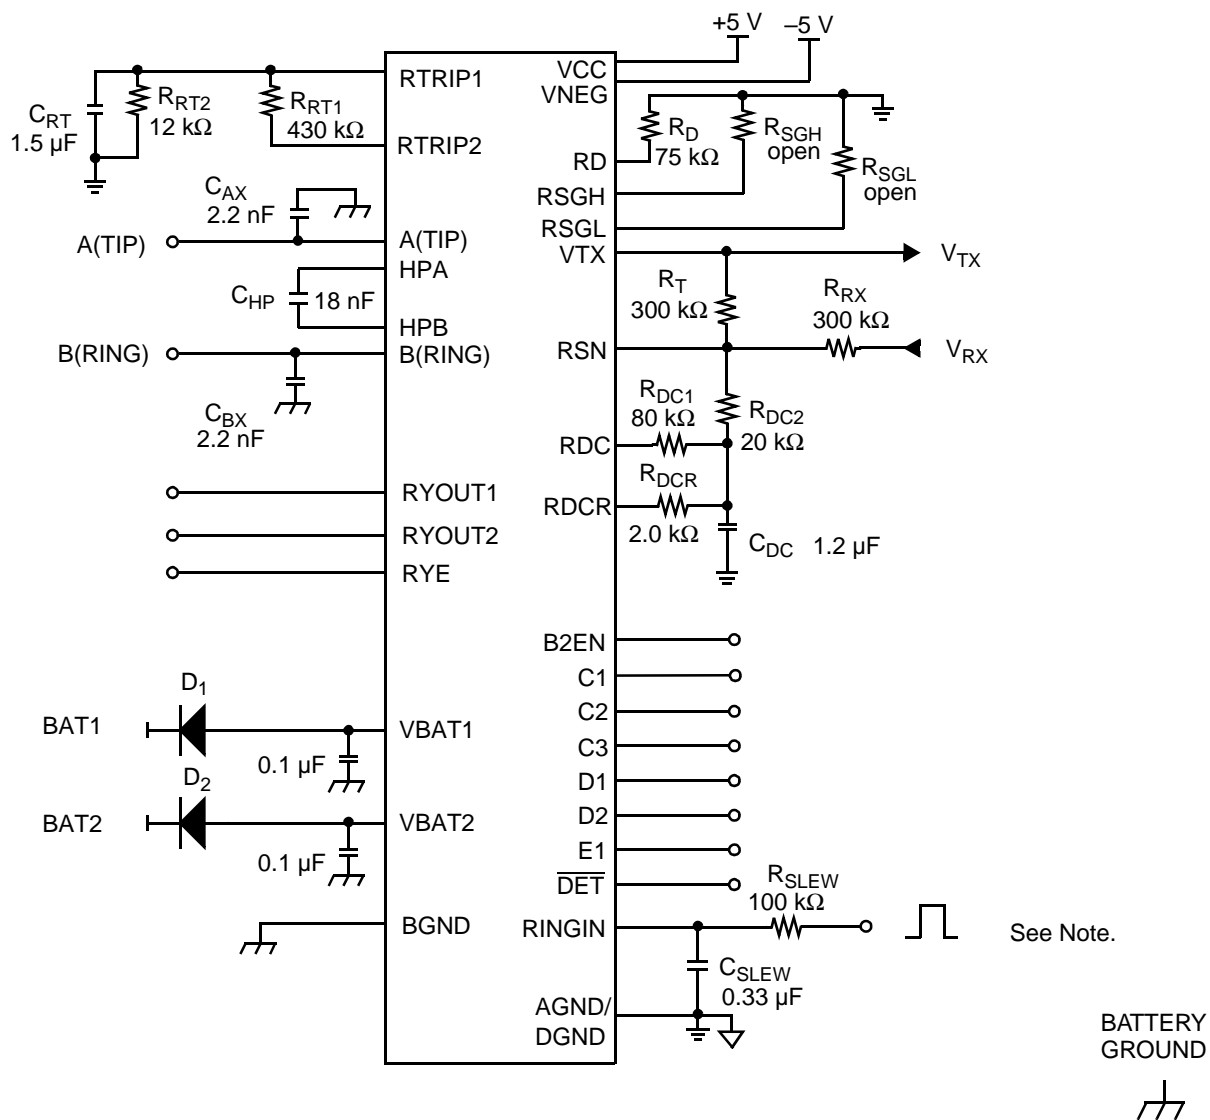 +5 V
–5 V
RTRIP1
VCC
VNEG
C_RT
1.5 µF
R_RT2
12 kΩ
R_RT1
430 kΩ
RTRIP2
R_D
75 kΩ
R_SGH
open
R_SGL
open
RD
RSGH
RSGL
C_AX
2.2 nF
A(TIP)
A(TIP)
VTX
V_TX
HPA
C_HP
18 nF
HPB
R_T
300 kΩ
R_RX
300 kΩ
B(RING)
B(RING)
RSN
V_RX
C_BX
2.2 nF
R_DC1
80 kΩ
R_DC2
20 kΩ
RDC
R_DCR
2.0 kΩ
RDCR
C_DC 1.2 µF
RYOUT1
RYOUT2
RYE
B2EN
C1
C2
C3
D1
D2
E1
DET
D₁
BAT1
VBAT1
0.1 µF
D₂
BAT2
VBAT2
0.1 µF
BGND
RINGIN
R_SLEW
100 kΩ
See Note.
C_SLEW
0.33 µF
AGND/
DGND
BATTERY
GROUND